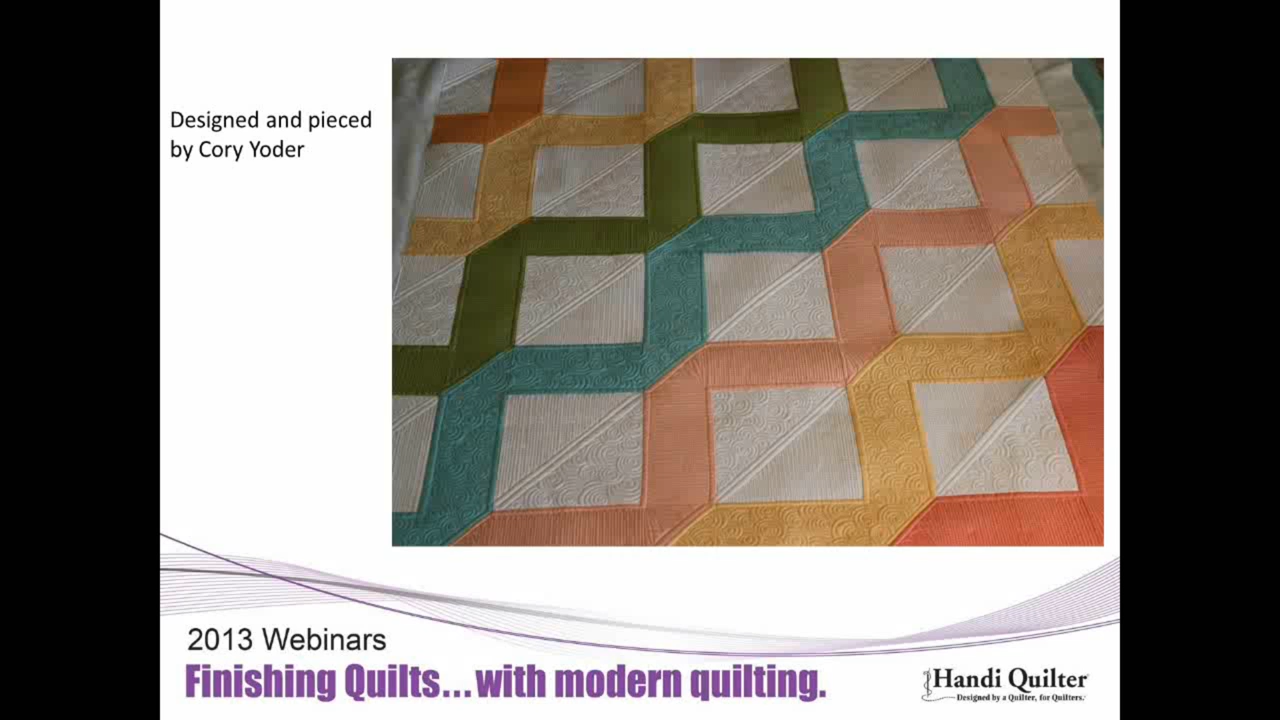 Designed and pieced
by Cory Yoder
2013 Webinars
Finishing Quilts...with modern quilting.
Handi Quilter
Designed by a Quilter, for Quilters.